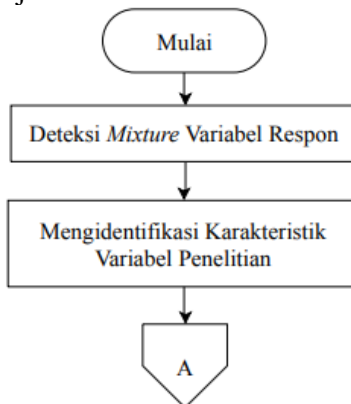 Mulai
Deteksi Mixture Variabel Respon
Mengidentifikasi Karakteristik
Variabel Penelitian
A